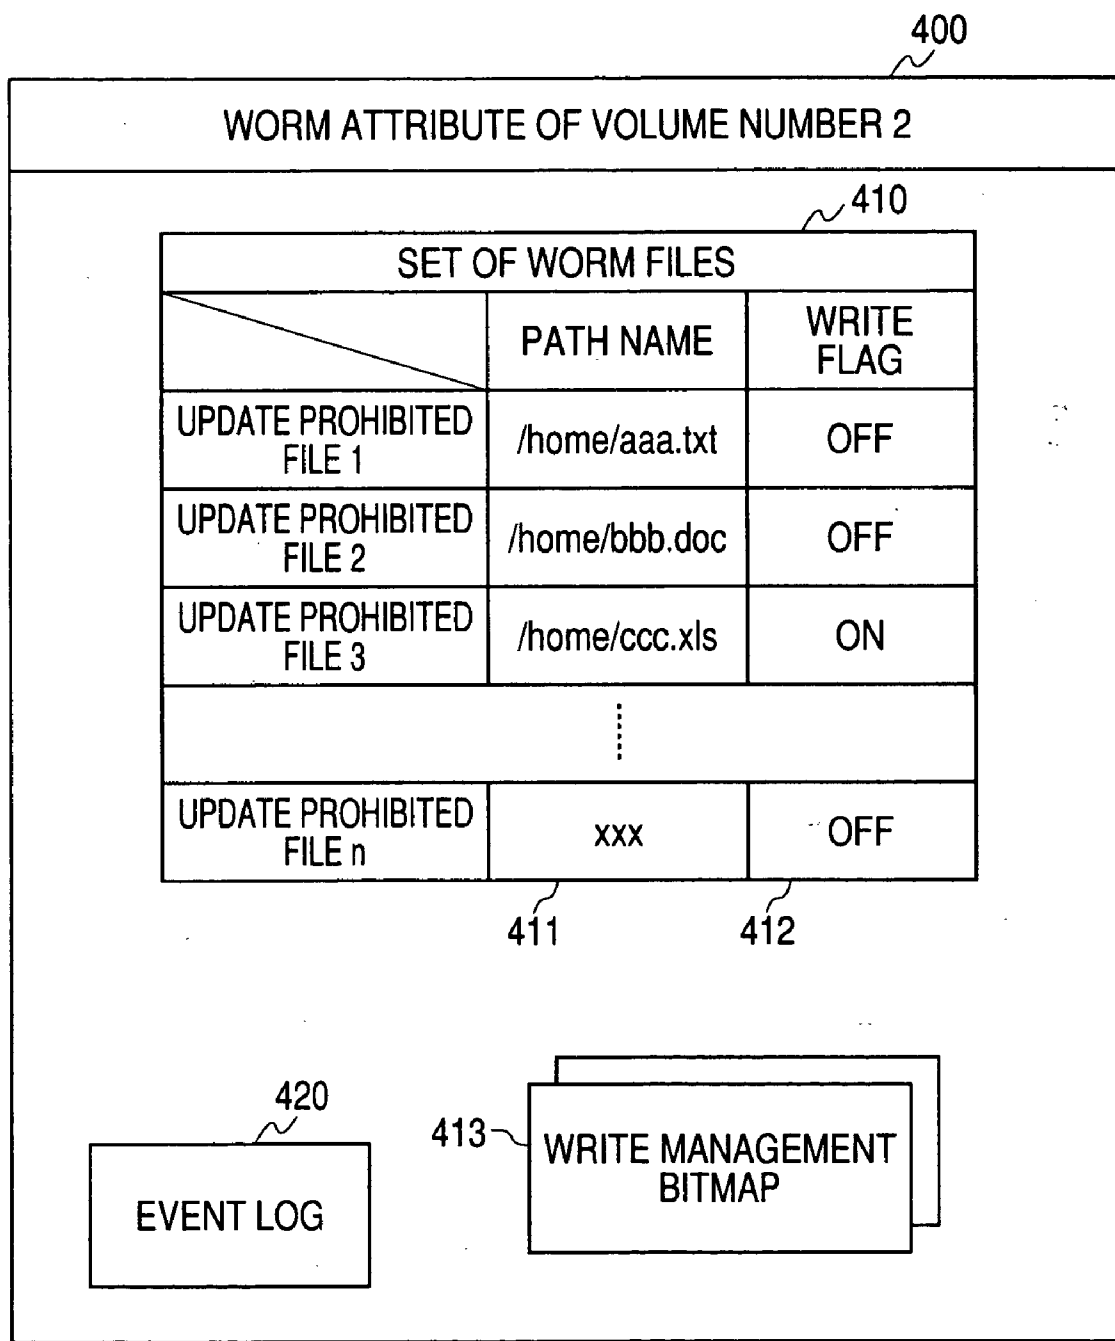 400
WORM ATTRIBUTE OF VOLUME NUMBER 2
410
SET OF WORM FILES
PATH NAME
WRITE
FLAG
UPDATE PROHIBITED
FILE 1
/home/aaa.txt
OFF
UPDATE PROHIBITED
FILE 2
/home/bbb.doc
OFF
UPDATE PROHIBITED
FILE 3
/home/ccc.xls
ON
UPDATE PROHIBITED
FILE n
xxx
OFF
411
412
420
EVENT LOG
413
WRITE MANAGEMENT
BITMAP